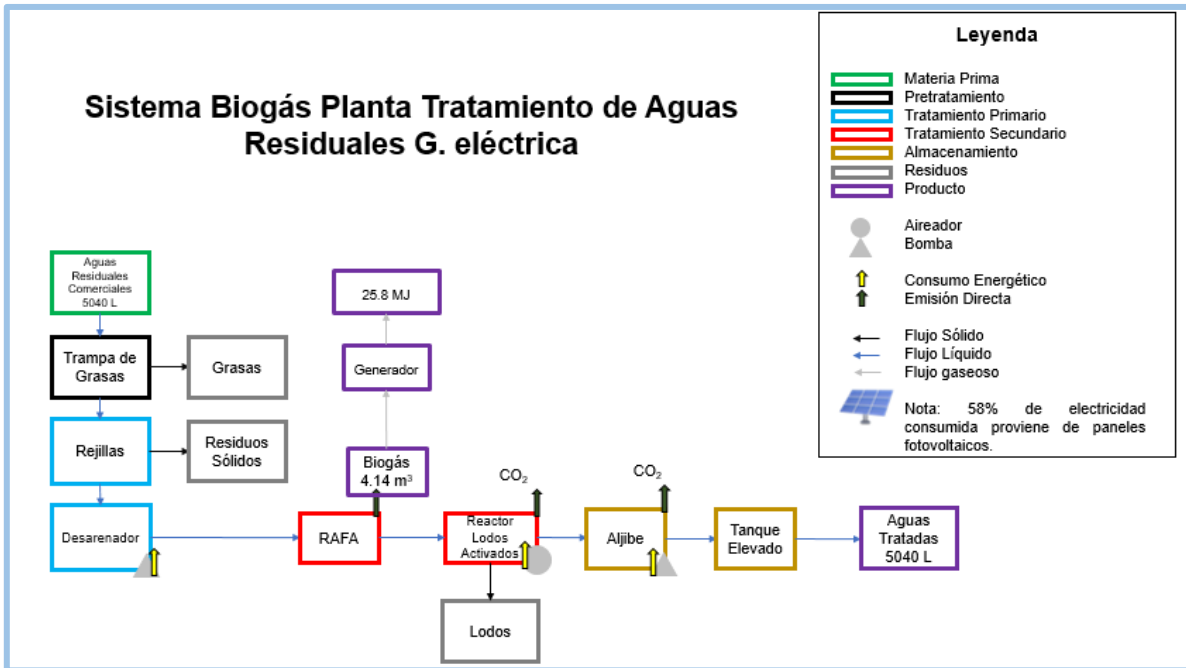 Sistema Biogás Planta Tratamiento de Aguas
Residuales G. eléctrica
Leyenda
Materia Prima
Pretratamiento
Tratamiento Primario
Tratamiento Secundario
Almacenamiento
Residuos
Producto
Aireador
Bomba
Consumo Energético
Emisión Directa
Flujo Sólido
Flujo Líquido
Flujo gaseoso
Nota: 58% de electricidad
consumida proviene de paneles
fotovoltaicos.
Aguas
Residuales
Comerciales
5040 L
25.8 MJ
Trampa de
Grasas
Grasas
Generador
Rejillas
Residuos
Sólidos
Biogás
4.14 m³
CO₂
CO₂
Desarenador
RAFA
Reactor
Lodos
Activados
Aljibe
Tanque
Elevado
Aguas
Tratadas
5040 L
Lodos